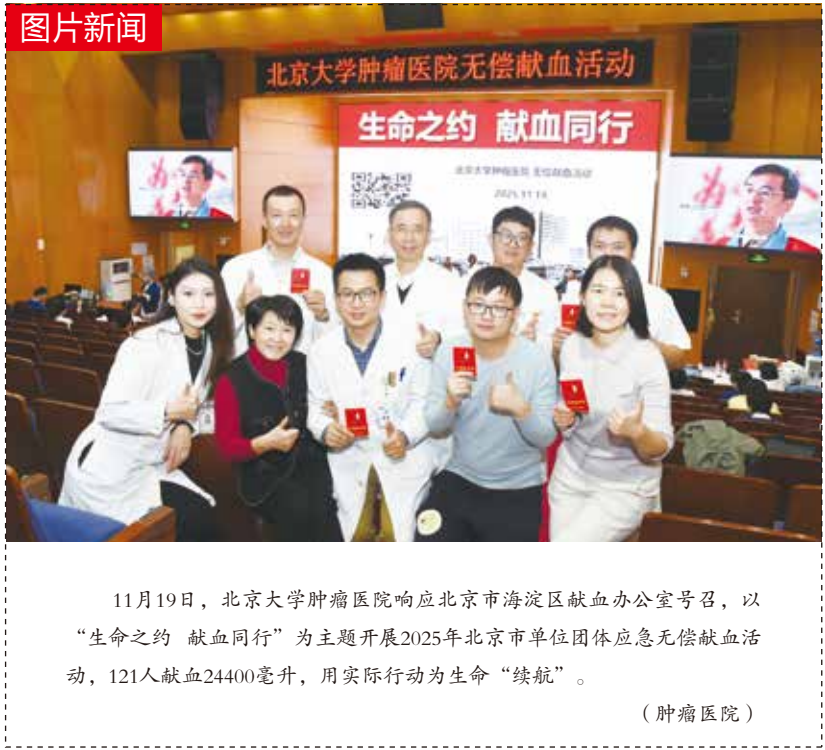 图片新闻
北京大学肿瘤医院无偿献血活动
生命之约 献血同行
北京大学肿瘤医院 无偿献血活动
11月19日，北京大学肿瘤医院响应北京市海淀区献血办公室号召，以
“生命之约 献血同行”为主题开展2025年北京市单位团体应急无偿献血活
动，121人献血24400毫升，用实际行动为生命“续航”。
（肿瘤医院）